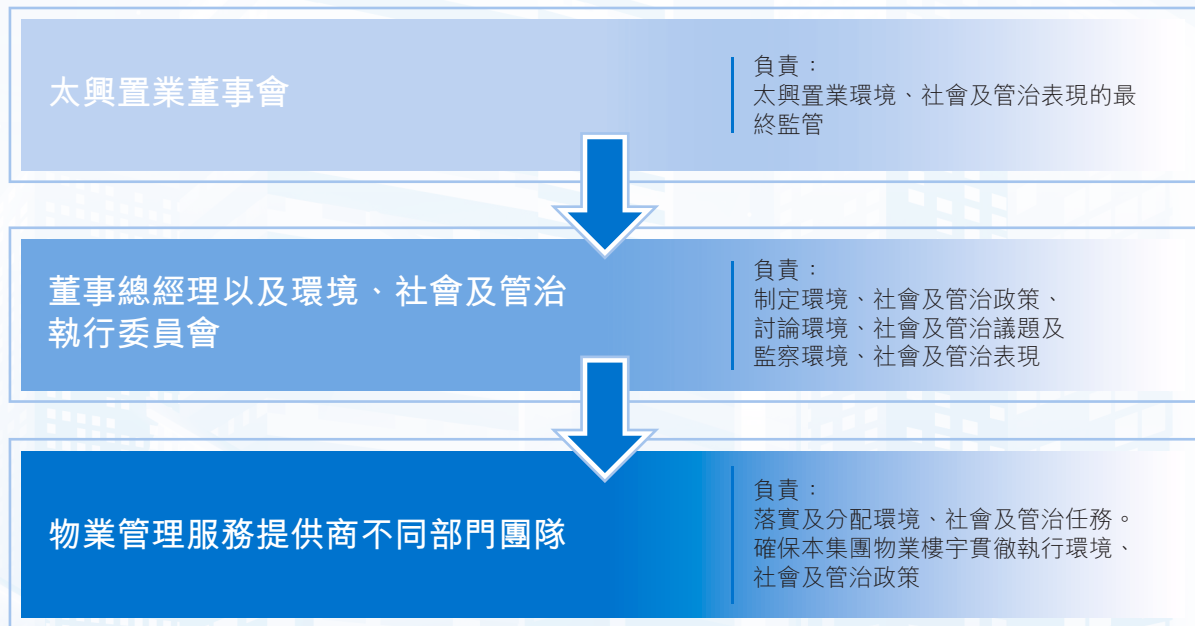 太興置業董事會
負責：
太興置業環境、社會及管治表現的最
終監管
董事總經理以及環境、社會及管治
執行委員會
負責：
制定環境、社會及管治政策、
討論環境、社會及管治議題及
監察環境、社會及管治表現
物業管理服務提供商不同部門團隊
負責：
落實及分配環境、社會及管治任務。
確保本集團物業樓宇貫徹執行環境、
社會及管治政策